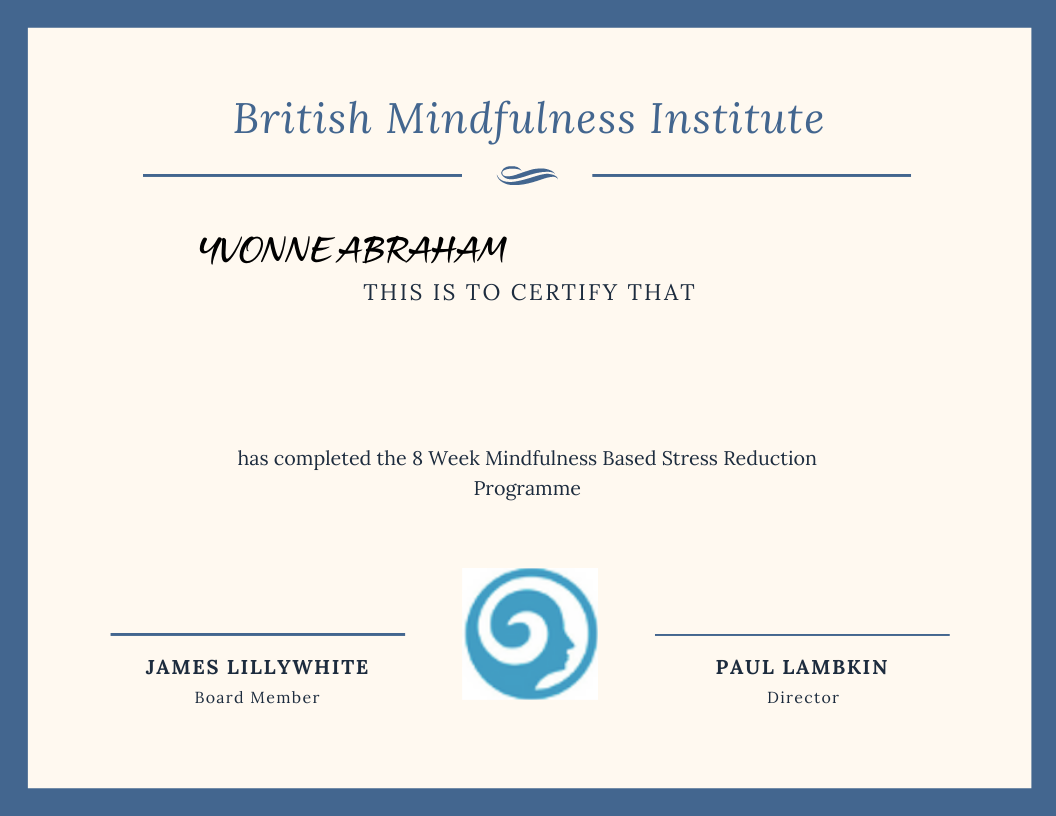 British Mindfulness Institute
YVONNE ABRAHAM
THIS IS TO CERTIFY THAT
has completed the 8 Week Mindfulness Based Stress Reduction
Programme
JAMES LILLYWHITE
Board Member
PAUL LAMBKIN
Director